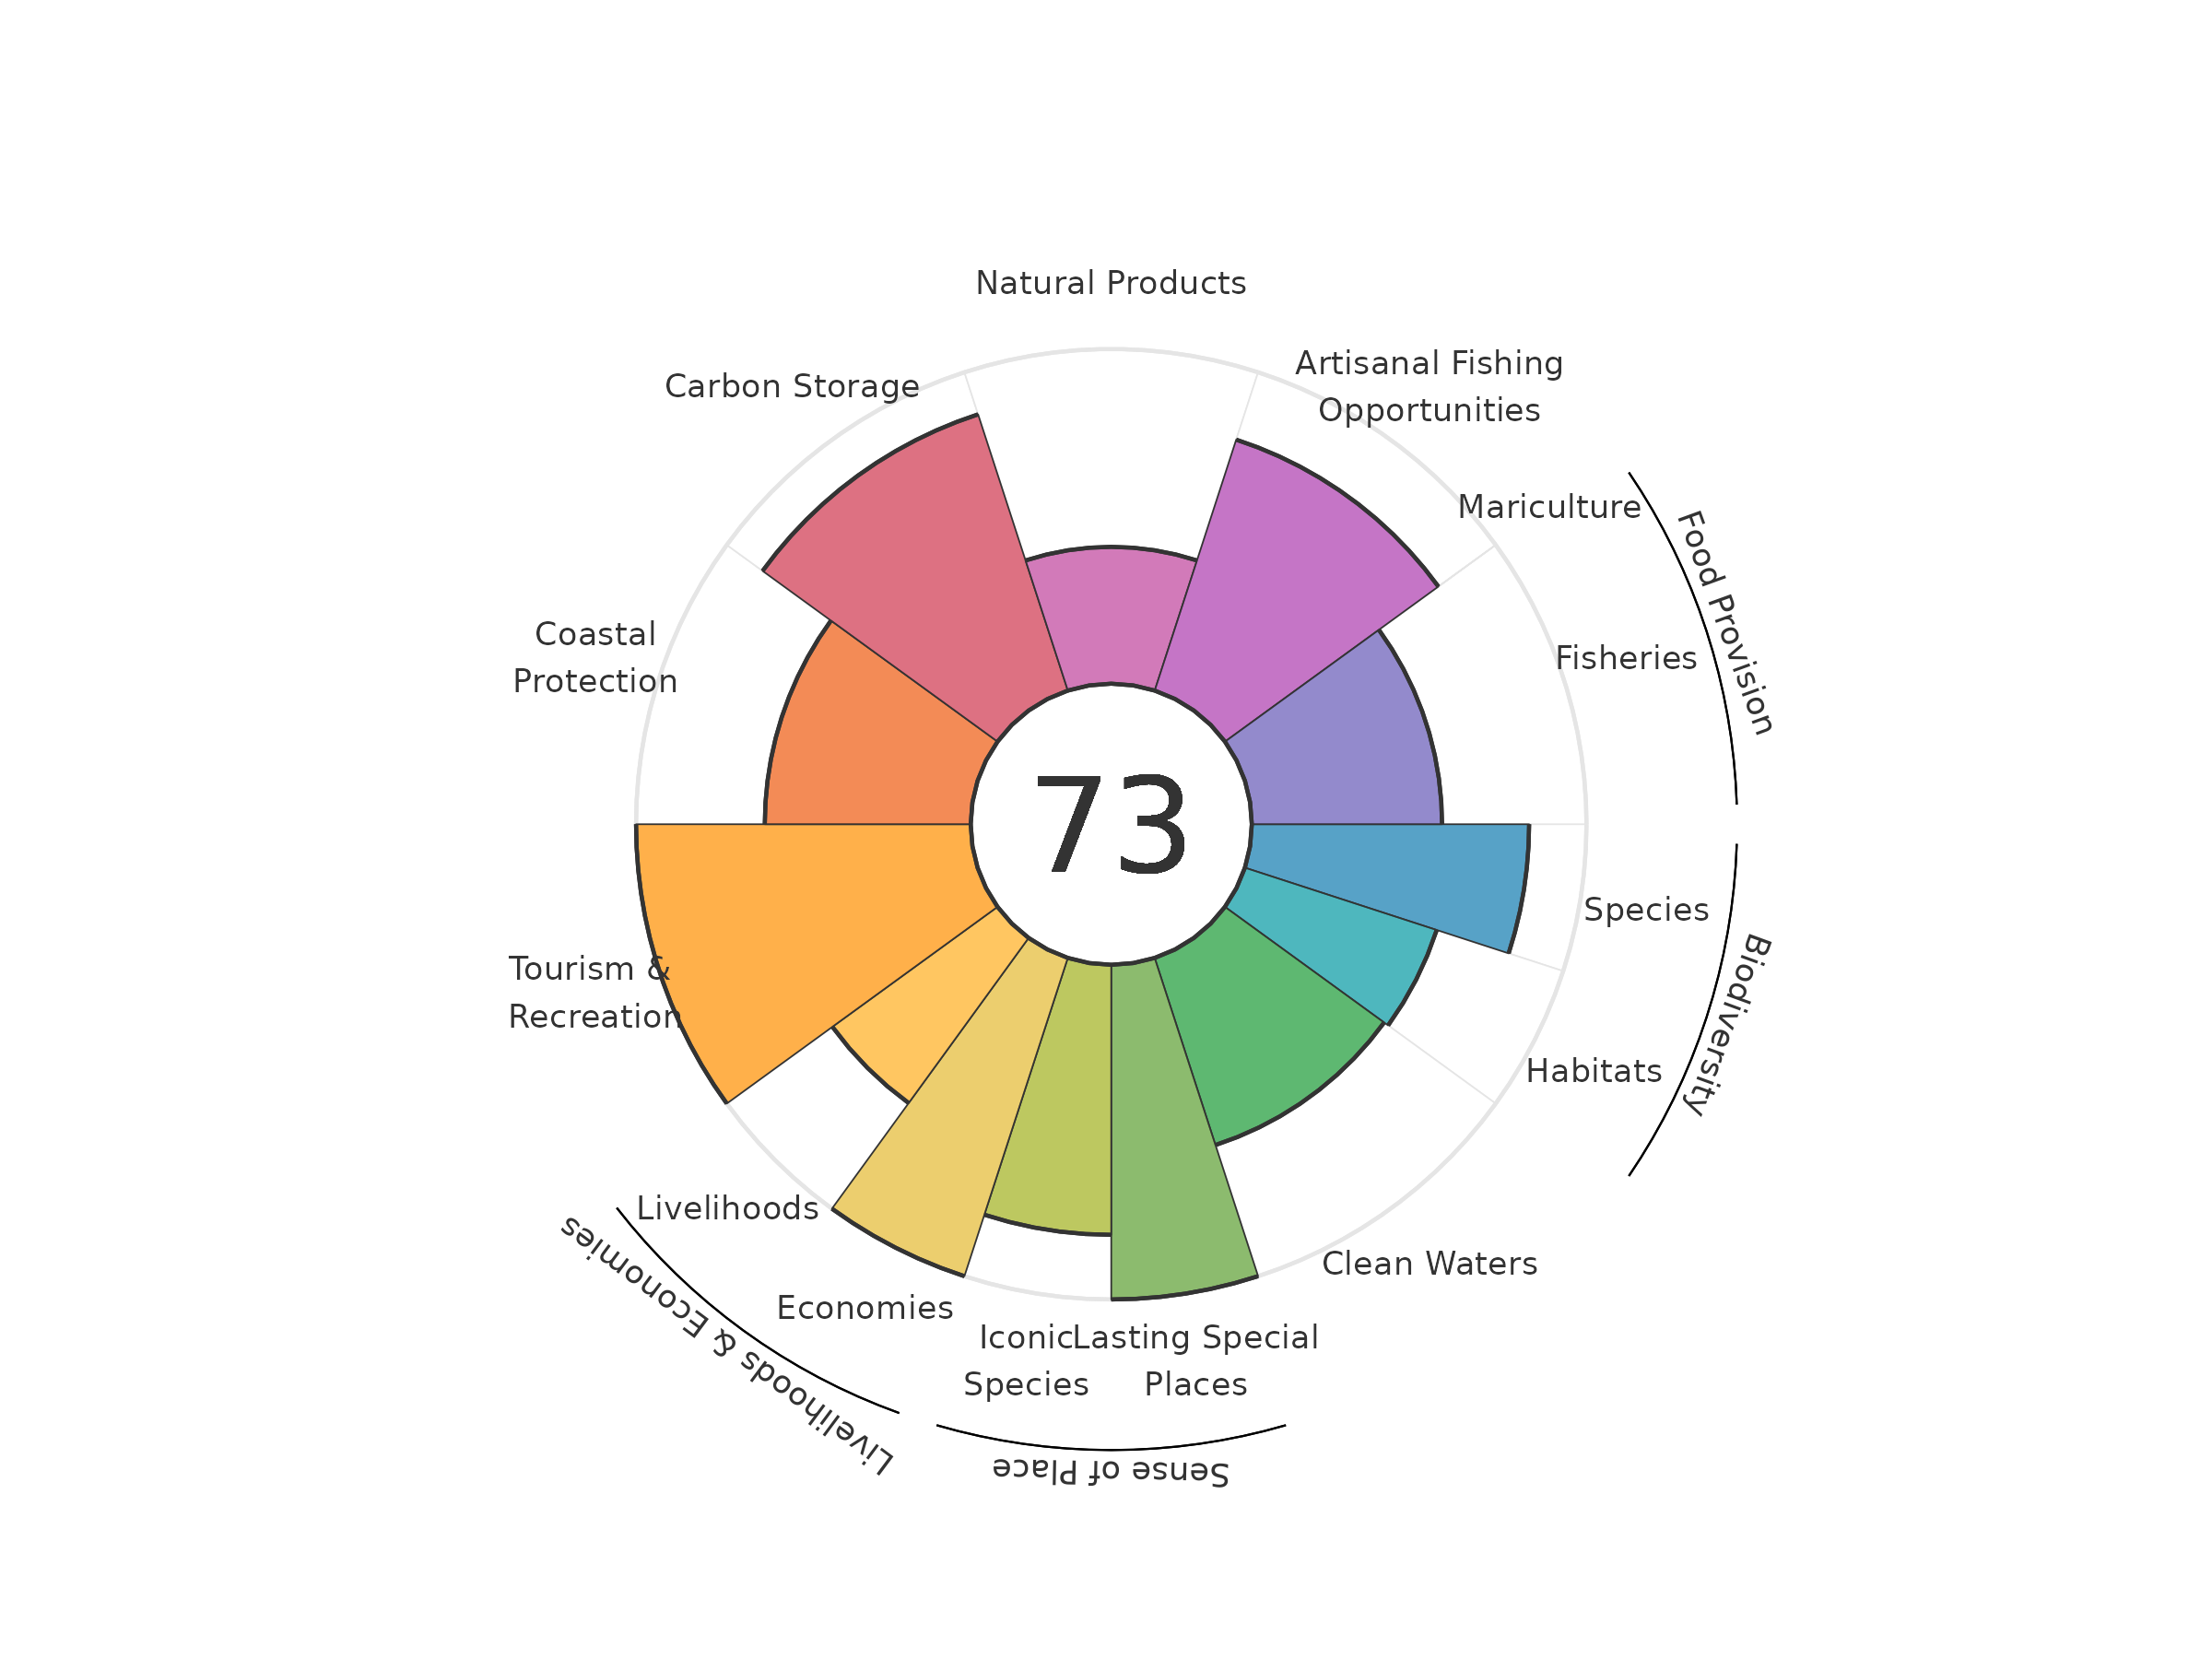 Natural Products
Carbon Storage
Artisanal Fishing
Opportunities
Mariculture
Food Provision
Fisheries
Coastal
Protection
73
Species
Biodiversity
Tourism &
Recreation
Habitats
Livelihoods
Clean Waters
Economies
Livelihoods & Economies
Iconic
Species
Lasting Special
Places
Sense of Place